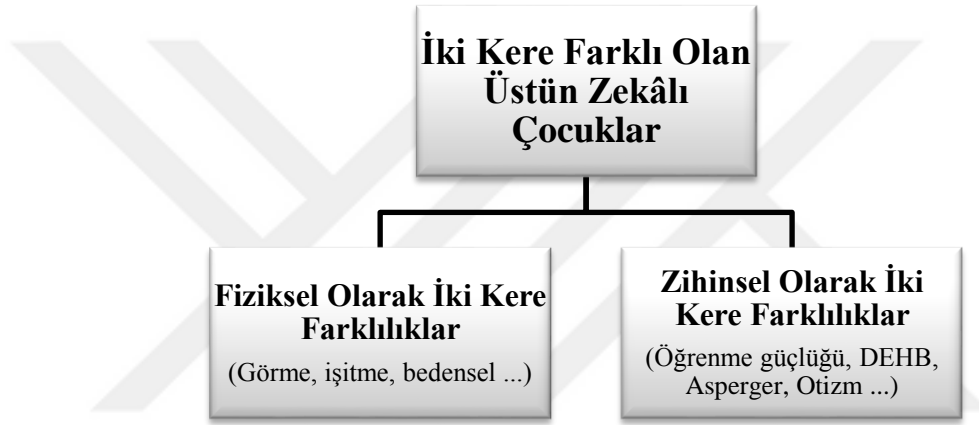 İki Kere Farklı Olan
Üstün Zekâlı
Çocuklar
Fiziksel Olarak İki Kere
Farklılıklar
(Görme, işitme, bedensel ...)
Zihinsel Olarak İki
Kere Farklılıklar
(Öğrenme güçlüğü, DEHB,
Asperger, Otizm ...)